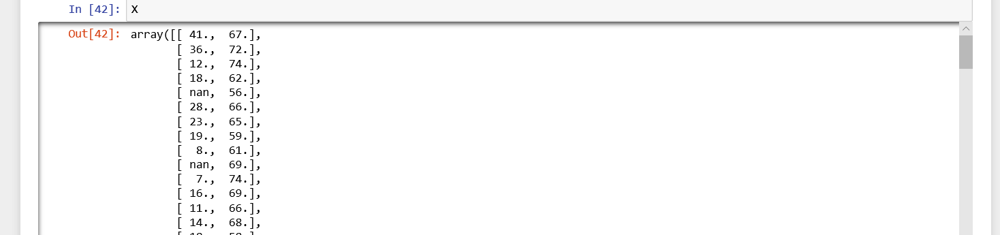 In [42]: X
Out[42]: array([[ 41.,  67.],
[ 36.,  72.],
[ 12.,  74.],
[ 18.,  62.],
[ nan,  56.],
[ 28.,  66.],
[ 23.,  65.],
[ 19.,  59.],
[  8.,  61.],
[ nan,  69.],
[  7.,  74.],
[ 16.,  69.],
[ 11.,  66.],
[ 14.,  68.],